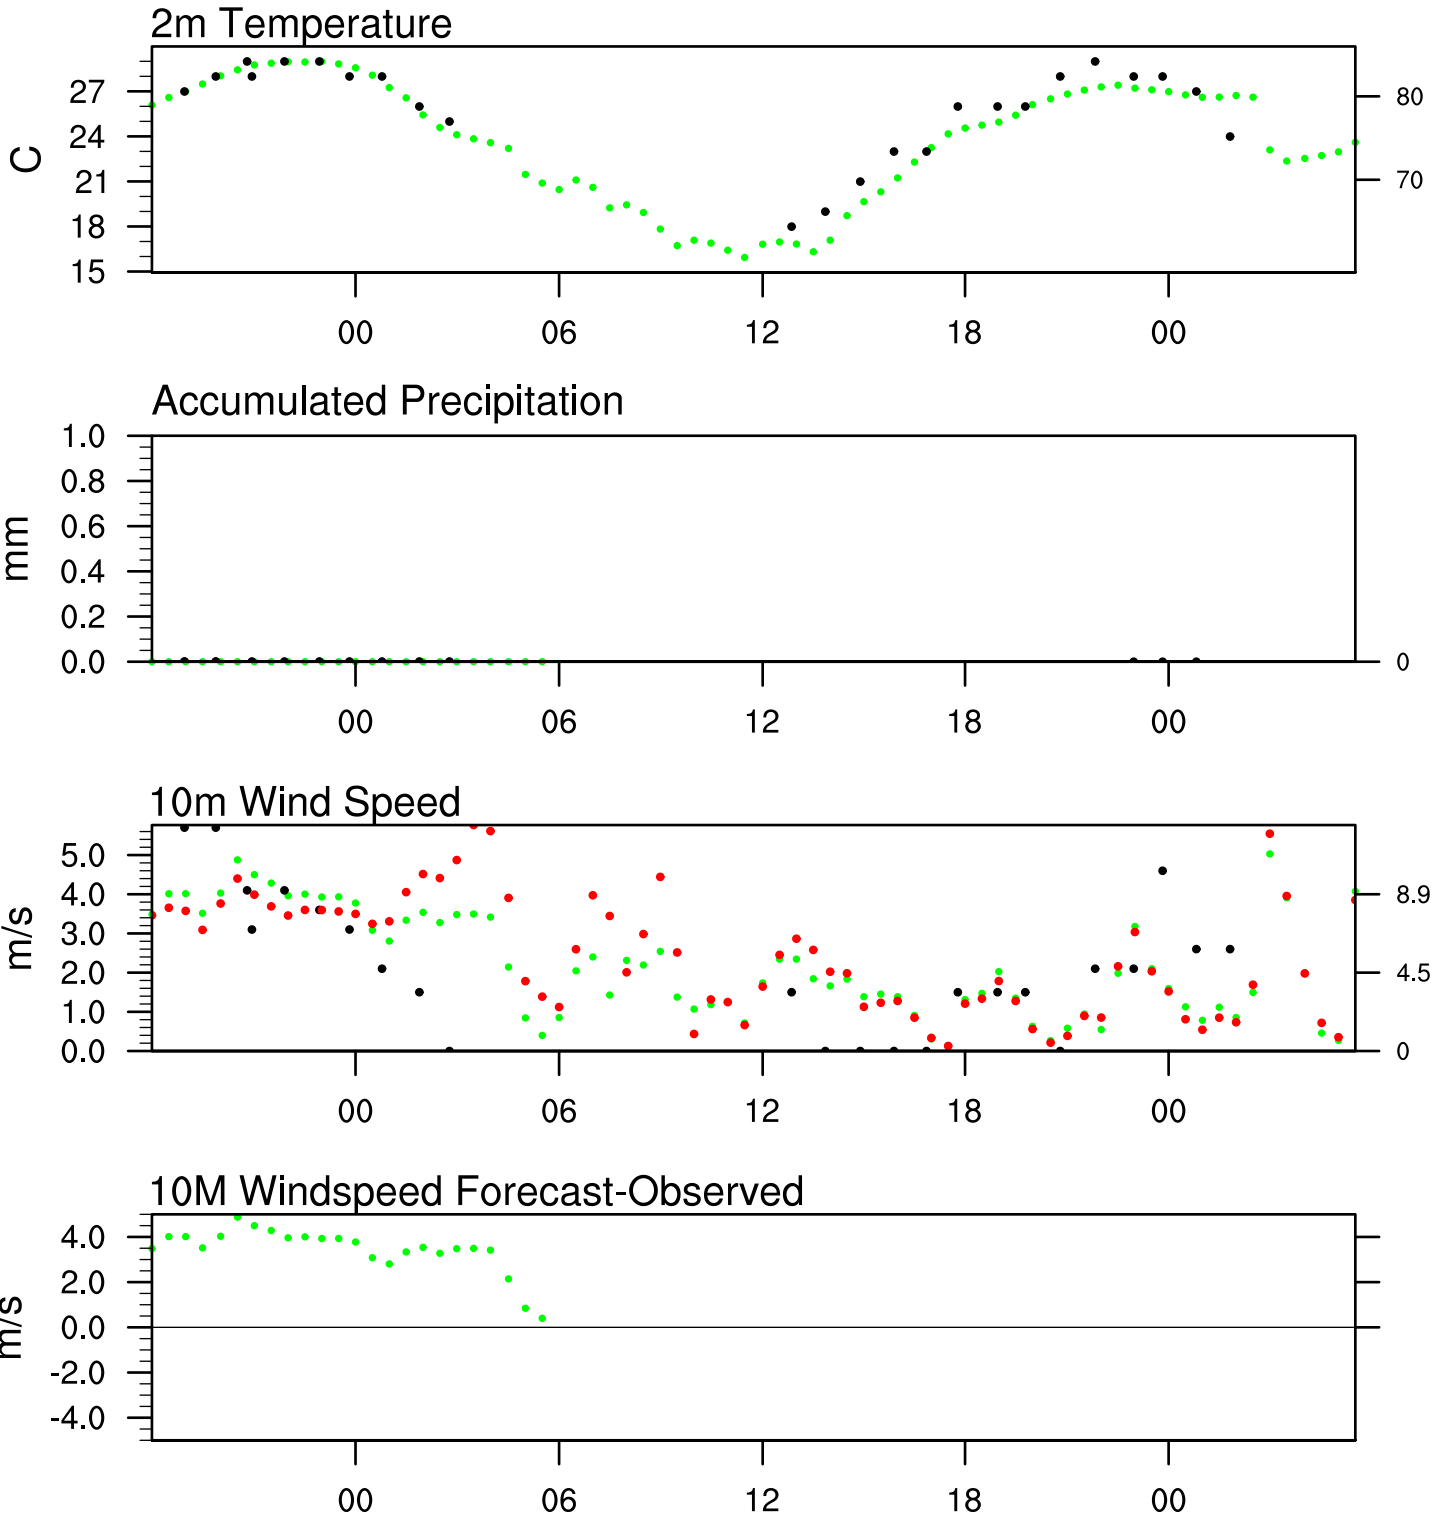 2m Temperature
27
24
21
18
15
C
80
70
00 06 12 18 00
Accumulated Precipitation
1.0
0.8
0.6
0.4
0.2
0.0
mm
0
00 06 12 18 00
10m Wind Speed
5.0
4.0
3.0
2.0
1.0
0.0
m/s
8.9
4.5
0
00 06 12 18 00
10M Windspeed Forecast-Observed
4.0
2.0
0.0
-2.0
-4.0
m/s
00 06 12 18 00